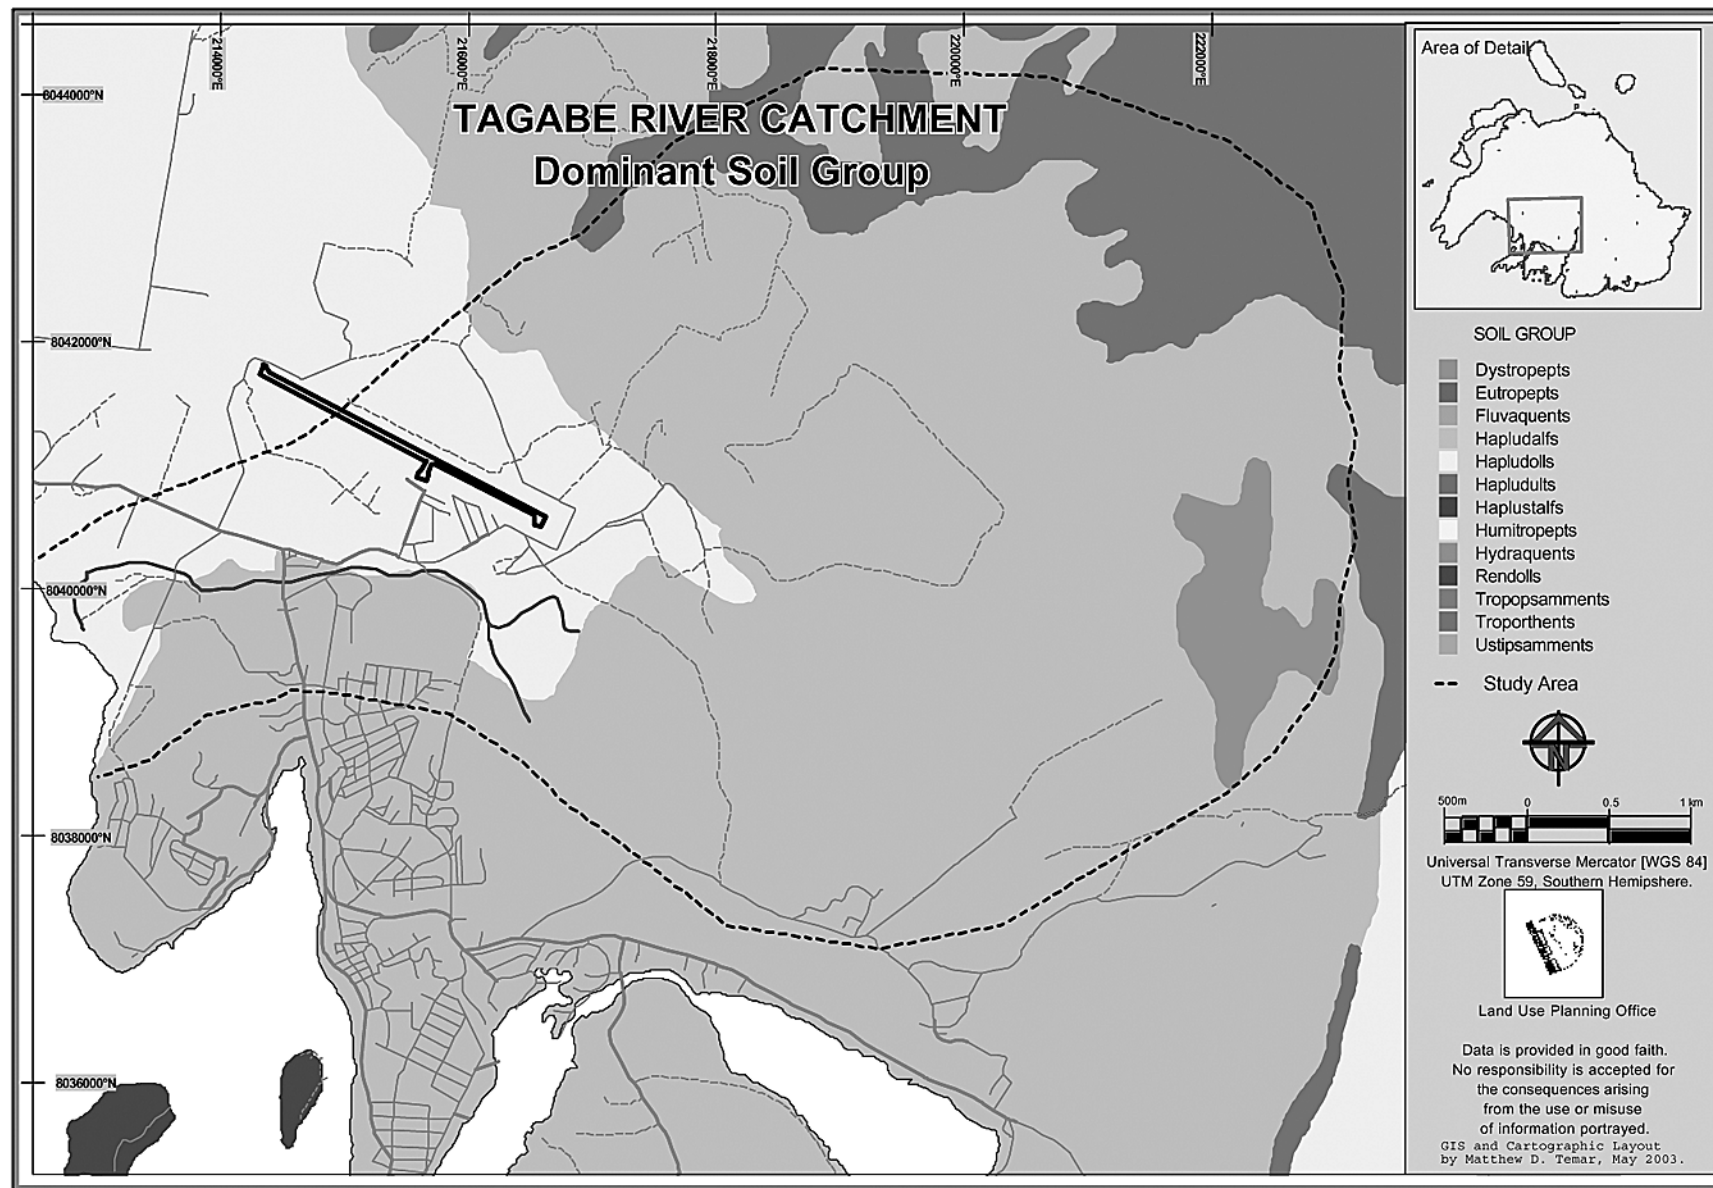 214000°E
216000°E
218000°E
220000°E
222000°E
8044000°N
8042000°N
8040000°N
8038000°N
8036000°N
TAGABE RIVER CATCHMENT
Dominant Soil Group
Area of Detail
SOIL GROUP
Dystropepts
Eutropepts
Fluvaquents
Hapludalfs
Hapludolls
Hapludults
Haplustalfs
Humitropepts
Hydraquents
Rendolls
Tropopsamments
Troporthents
Ustipsamments
Study Area
N
500m 0 0.5 1 km
Universal Transverse Mercator [WGS 84]
UTM Zone 59, Southern Hemipshere.
Land Use Planning Office
Data is provided in good faith.
No responsibility is accepted for
the consequences arising
from the use or misuse
of information portrayed.
GIS and Cartographic Layout
by Matthew D. Temar, May 2003.